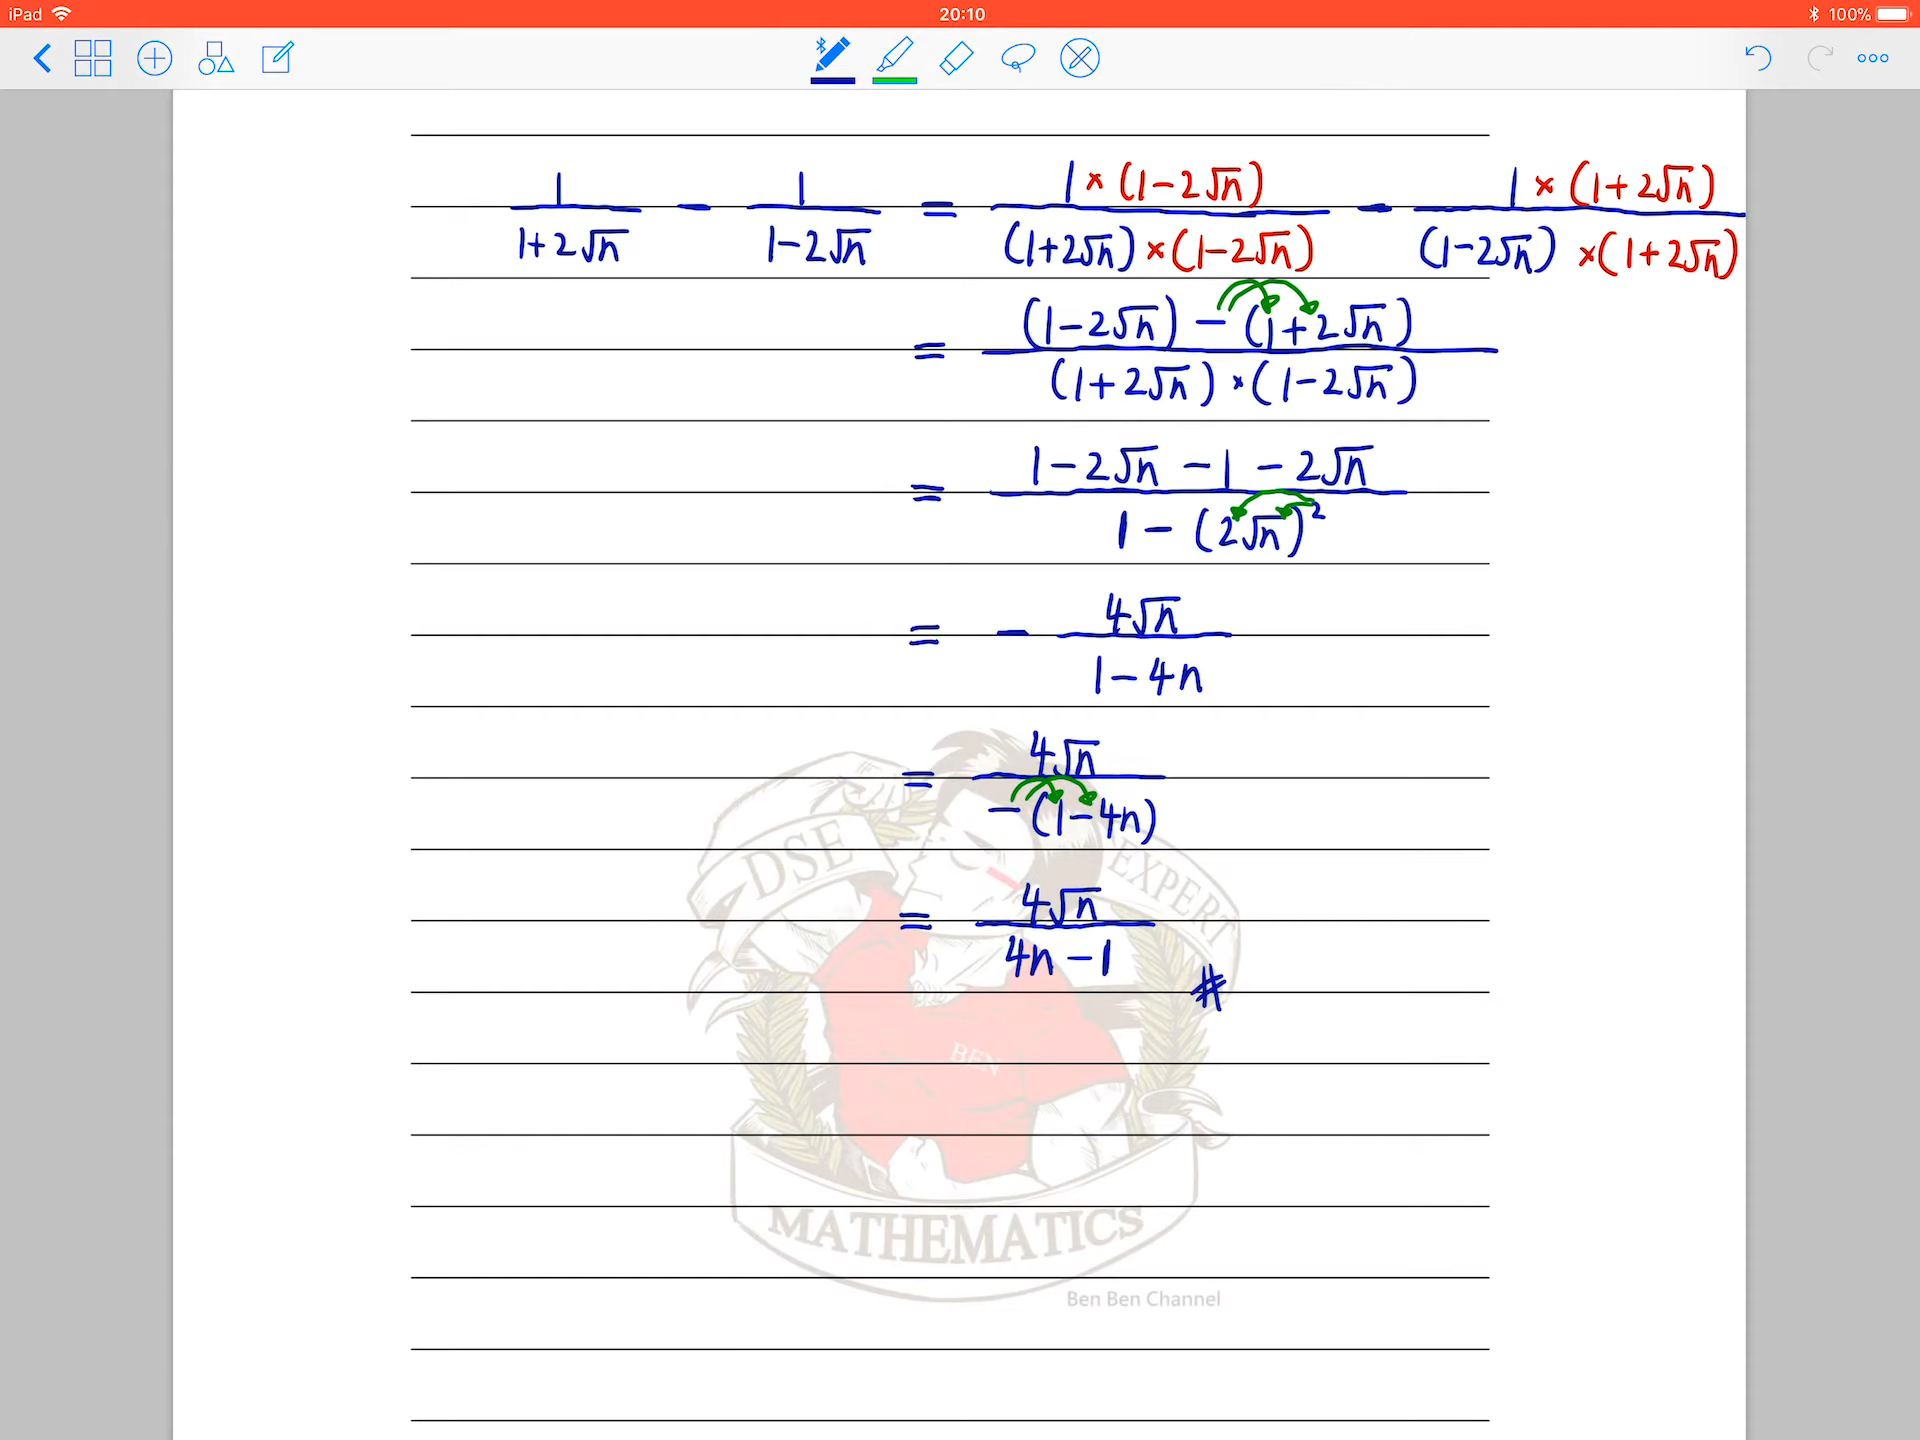 iPad 20:10 100%
1/(1+2√n) − 1/(1−2√n) = 1×(1−2√n)/((1+2√n)×(1−2√n)) − 1×(1+2√n)/((1−2√n)×(1+2√n))
= ((1−2√n) − (1+2√n))/((1+2√n)×(1−2√n))
= (1−2√n −1 −2√n)/(1−(2√n)²)
= − 4√n/(1−4n)
= 4√n/(−(1−4n))
= 4√n/(4n−1) #
DSE EXPERT
BEN
MATHEMATICS
Ben Ben Channel